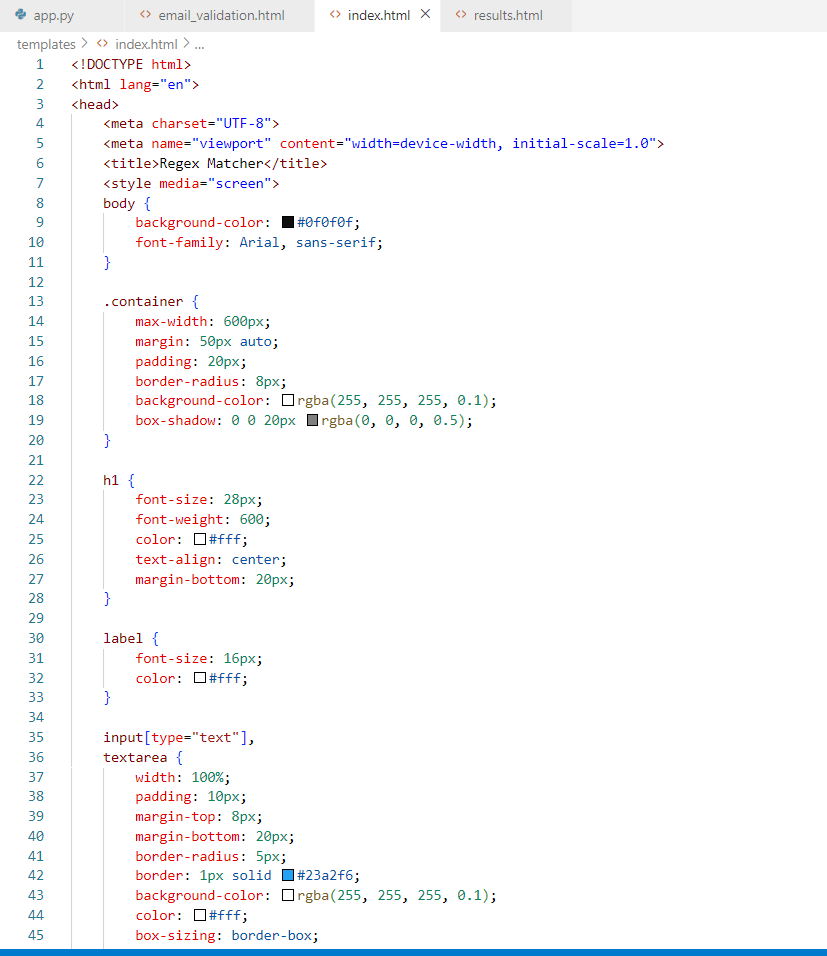 app.py email_validation.html index.html results.html
templates > index.html > ...
1 <!DOCTYPE html>
2 <html lang="en">
3 <head>
4 <meta charset="UTF-8">
5 <meta name="viewport" content="width=device-width, initial-scale=1.0">
6 <title>Regex Matcher</title>
7 <style media="screen">
8 body {
9 background-color: #0f0f0f;
10 font-family: Arial, sans-serif;
11 }
12
13 .container {
14 max-width: 600px;
15 margin: 50px auto;
16 padding: 20px;
17 border-radius: 8px;
18 background-color: rgba(255, 255, 255, 0.1);
19 box-shadow: 0 0 20px rgba(0, 0, 0, 0.5);
20 }
21
22 h1 {
23 font-size: 28px;
24 font-weight: 600;
25 color: #fff;
26 text-align: center;
27 margin-bottom: 20px;
28 }
29
30 label {
31 font-size: 16px;
32 color: #fff;
33 }
34
35 input[type="text"],
36 textarea {
37 width: 100%;
38 padding: 10px;
39 margin-top: 8px;
40 margin-bottom: 20px;
41 border-radius: 5px;
42 border: 1px solid #23a2f6;
43 background-color: rgba(255, 255, 255, 0.1);
44 color: #fff;
45 box-sizing: border-box;